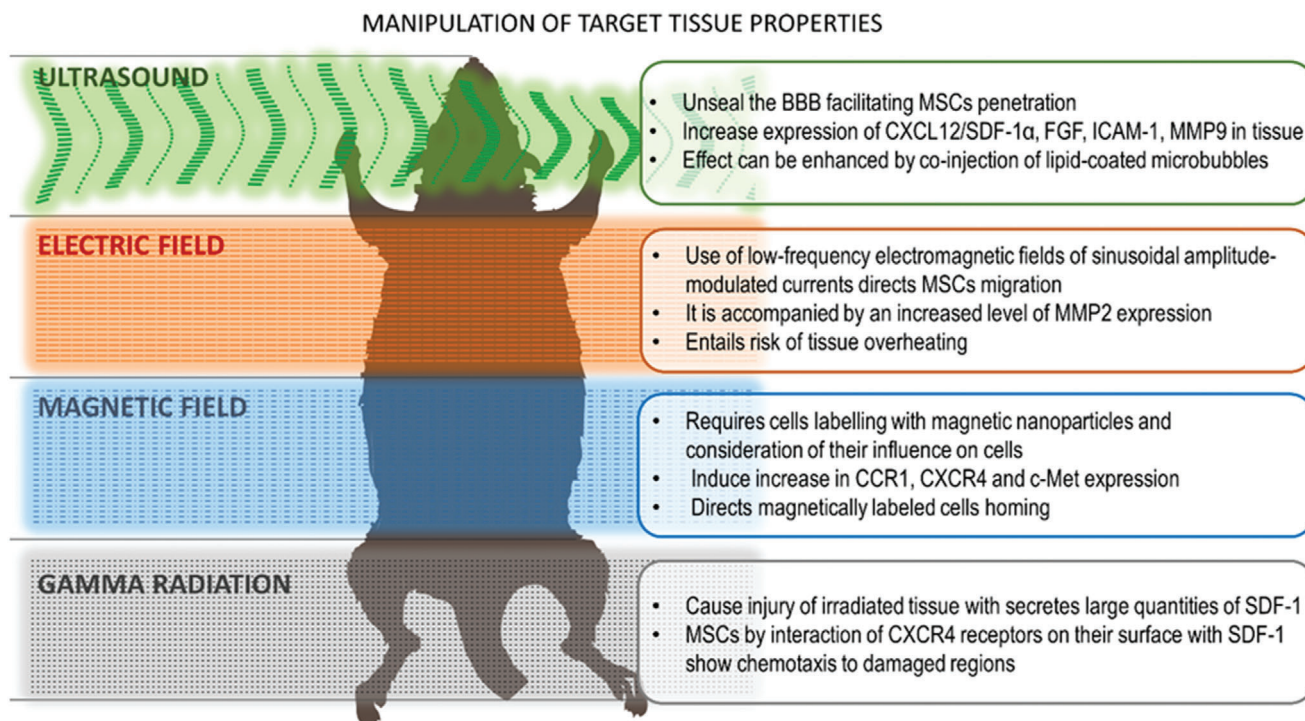 MANIPULATION OF TARGET TISSUE PROPERTIES
ULTRASOUND
• Unseal the BBB facilitating MSCs penetration
• Increase expression of CXCL12/SDF-1α, FGF, ICAM-1, MMP9 in tissue
• Effect can be enhanced by co-injection of lipid-coated microbubbles
ELECTRIC FIELD
• Use of low-frequency electromagnetic fields of sinusoidal amplitude-
modulated currents directs MSCs migration
• It is accompanied by an increased level of MMP2 expression
• Entails risk of tissue overheating
MAGNETIC FIELD
• Requires cells labelling with magnetic nanoparticles and
consideration of their influence on cells
• Induce increase in CCR1, CXCR4 and c-Met expression
• Directs magnetically labeled cells homing
GAMMA RADIATION
• Cause injury of irradiated tissue with secretes large quantities of SDF-1
• MSCs by interaction of CXCR4 receptors on their surface with SDF-1
show chemotaxis to damaged regions